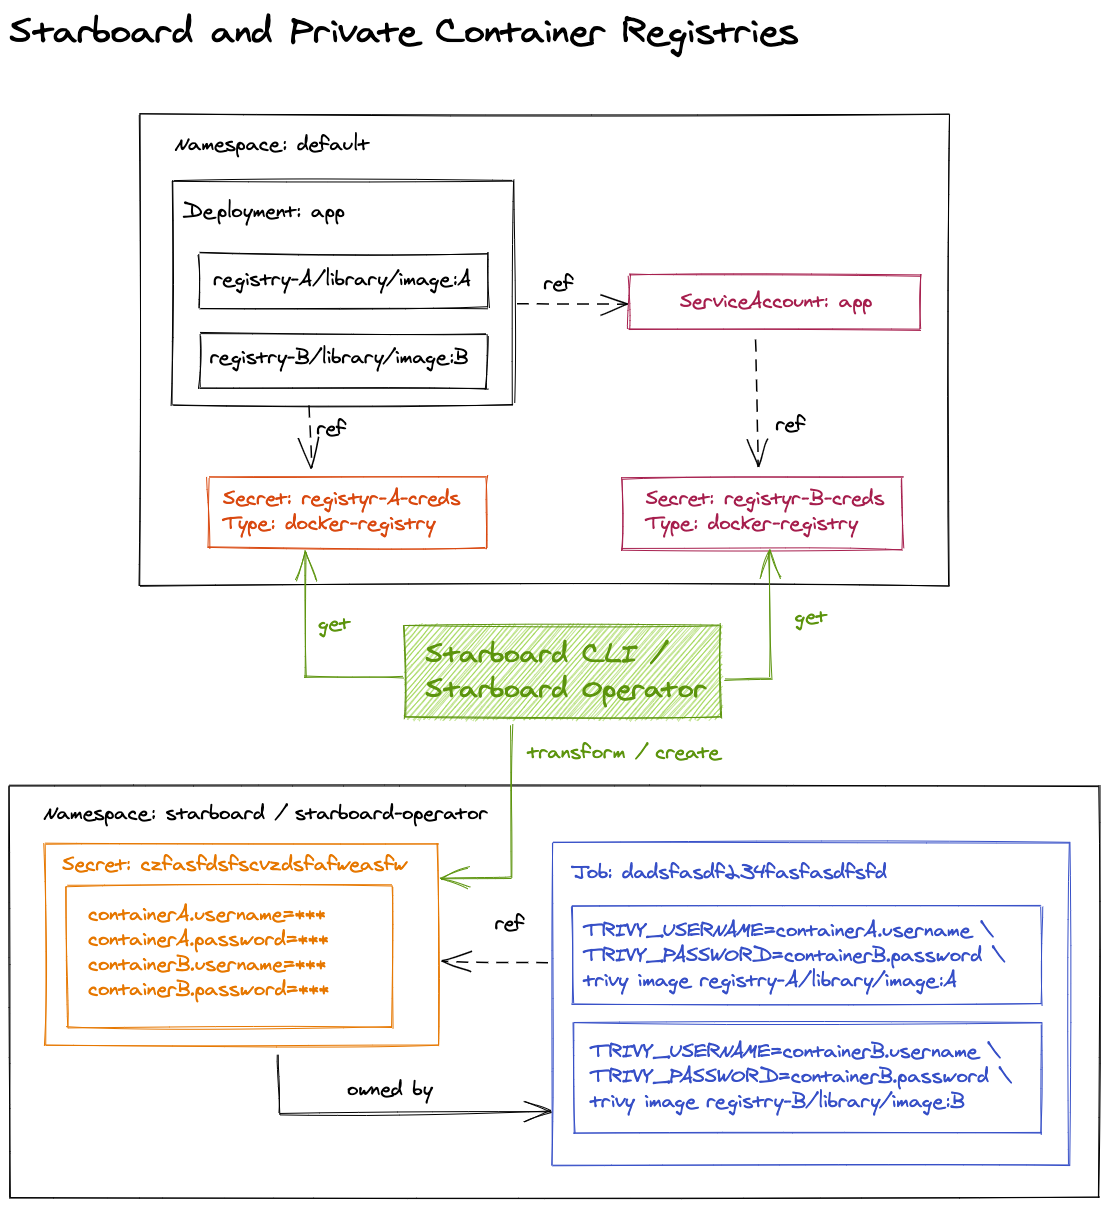 Starboard and Private Container Registries
Namespace: default
Deployment: app
registry-A/library/image:A
registry-B/library/image:B
ref
ServiceAccount: app
ref
ref
Secret: registyr-A-creds
Type: docker-registry
Secret: registyr-B-creds
Type: docker-registry
get
get
Starboard CLI /
Starboard Operator
transform / create
Namespace: starboard / starboard-operator
Secret: czfasfdsfscvzdsfafweasfw
containerA.username=***
containerA.password=***
containerB.username=***
containerB.password=***
ref
owned by
Job: dadsfasdf234fasfasdfsfd
TRIVY_USERNAME=containerA.username \
TRIVY_PASSWORD=containerB.password \
trivy image registry-A/library/image:A
TRIVY_USERNAME=containerB.username \
TRIVY_PASSWORD=containerB.password \
trivy image registry-B/library/image:B